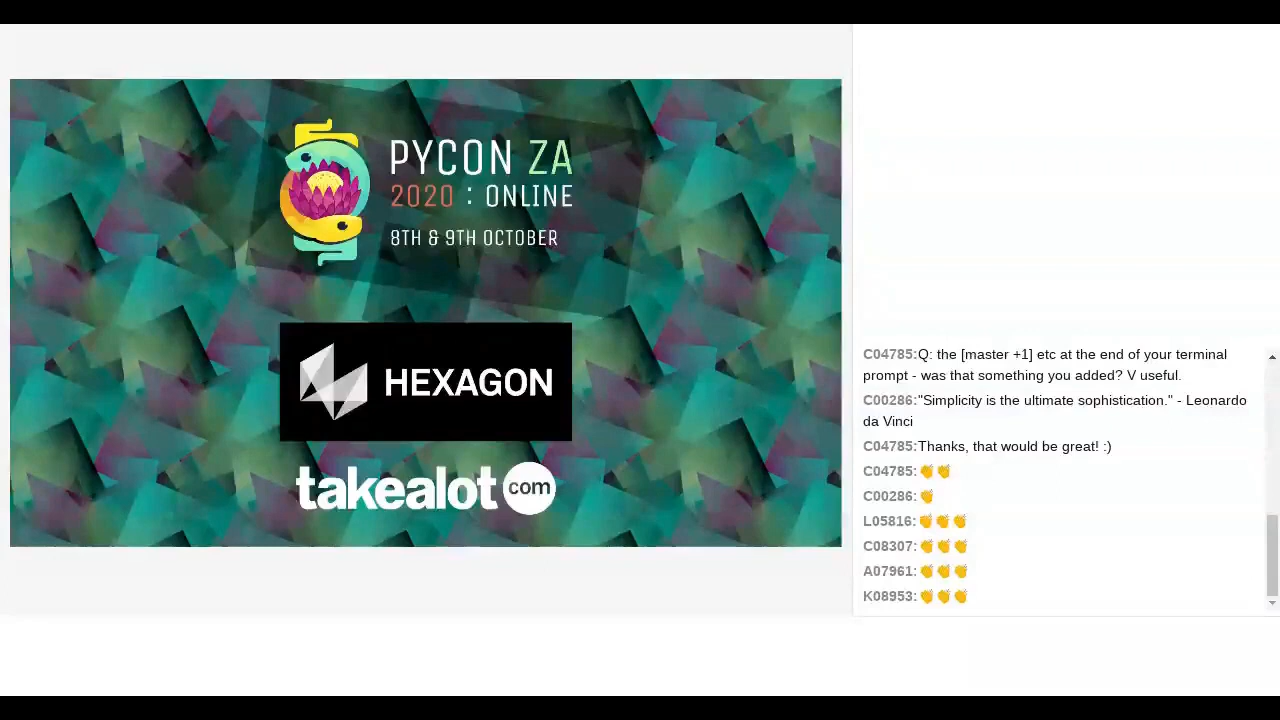 PYCON ZA
2020 : ONLINE
8TH & 9TH OCTOBER
HEXAGON
takealot com
C04785:Q: the [master +1] etc at the end of your terminal
prompt - was that something you added? V useful.
C00286:"Simplicity is the ultimate sophistication." - Leonardo
da Vinci
C04785:Thanks, that would be great! :)
C04785:👏👏
C00286:👏
L05816:👏👏👏
C08307:👏👏👏
A07961:👏👏👏
K08953:👏👏👏